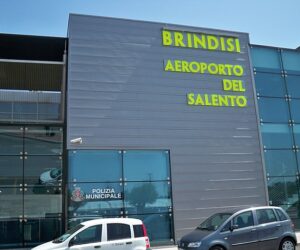 BRINDISI
AEROPORTO
DEL
SALENTO
POLIZIA
MUNICIPALE